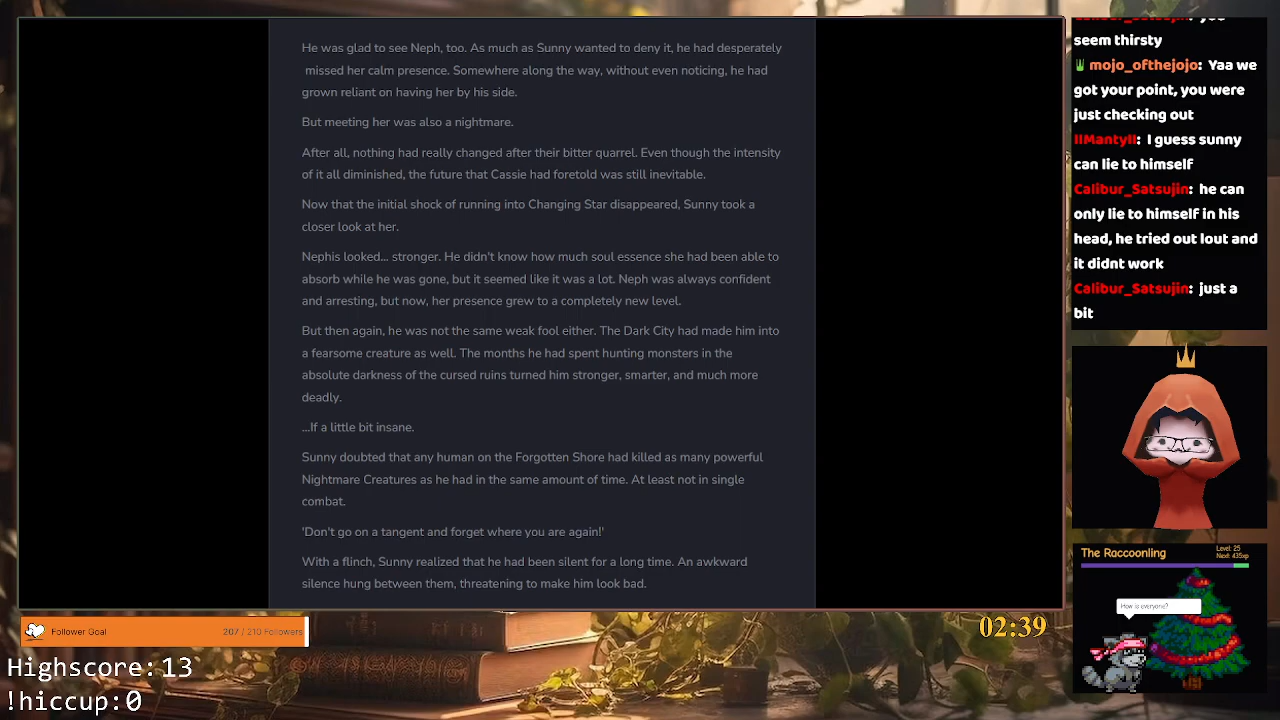 He was glad to see Neph, too. As much as Sunny wanted to deny it, he had desperately
missed her calm presence. Somewhere along the way, without even noticing, he had
grown reliant on having her by his side.
But meeting her was also a nightmare.
After all, nothing had really changed after their bitter quarrel. Even though the intensity
of it all diminished, the future that Cassie had foretold was still inevitable.
Now that the initial shock of running into Changing Star disappeared, Sunny took a
closer look at her.
Nephis looked... stronger. He didn't know how much soul essence she had been able to
absorb while he was gone, but it seemed like it was a lot. Neph was always confident
and arresting, but now, her presence grew to a completely new level.
But then again, he was not the same weak fool either. The Dark City had made him into
a fearsome creature as well. The months he had spent hunting monsters in the
absolute darkness of the cursed ruins turned him stronger, smarter, and much more
deadly.
...If a little bit insane.
Sunny doubted that any human on the Forgotten Shore had killed as many powerful
Nightmare Creatures as he had in the same amount of time. At least not in single
combat.
'Don't go on a tangent and forget where you are again!'
With a flinch, Sunny realized that he had been silent for a long time. An awkward
silence hung between them, threatening to make him look bad.
seem thirsty
mojo_ofthejojo: Yaa we
got your point, you were
just checking out
IIMantyII: I guess sunny
can lie to himself
Calibur_Satsujin: he can
only lie to himself in his
head, he tried out lout and
it didnt work
Calibur_Satsujin: just a
bit
The Raccoonling
Level: 25
Next: 435xp
How is everyone?
Follower Goal
207 / 210 Followers
02:39
Highscore:13
!hiccup:0